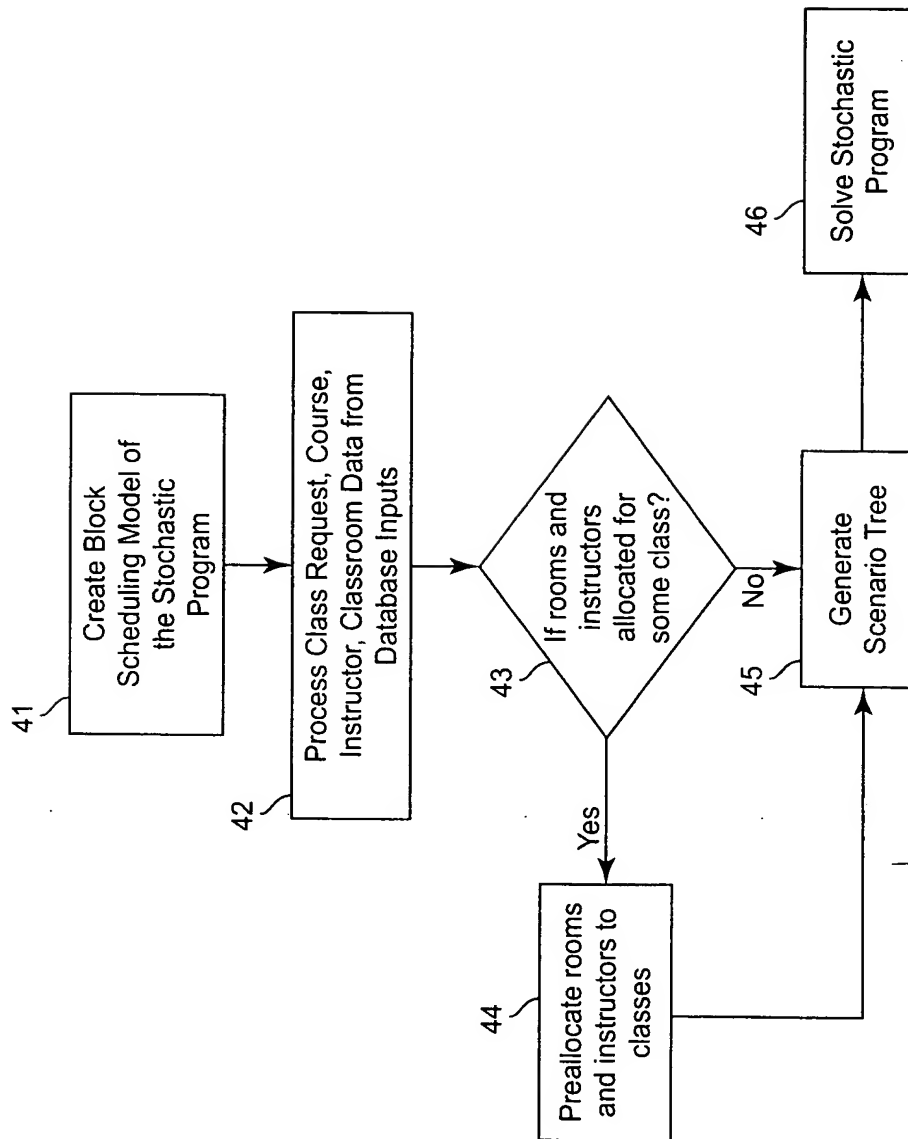 41
Create Block
Scheduling Model of
the Stochastic
Program
42
Process Class Request, Course,
Instructor, Classroom Data from
Database Inputs
43
If rooms and
instructors
allocated for
some class?
Yes
No
44
Preallocate rooms
and instructors to
classes
45
Generate
Scenario Tree
46
Solve Stochastic
Program